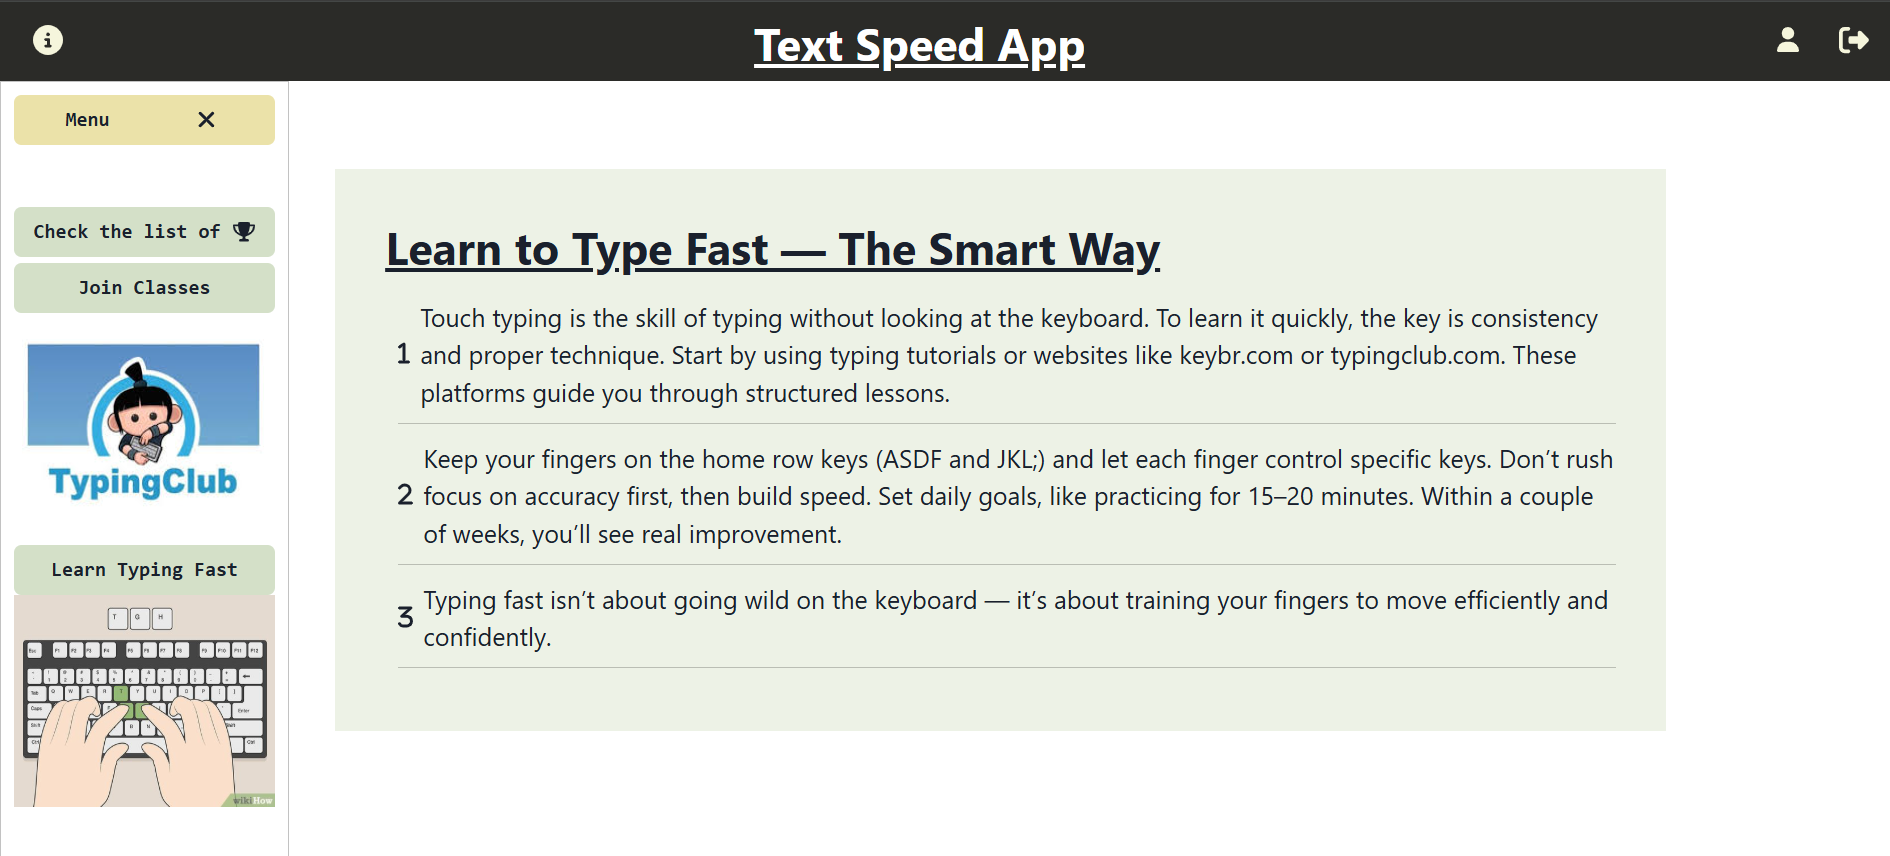 Text Speed App
Menu
Check the list of
Join Classes
TypingClub
Learn Typing Fast
T G H
wikiHow
Learn to Type Fast — The Smart Way
1 Touch typing is the skill of typing without looking at the keyboard. To learn it quickly, the key is consistency
and proper technique. Start by using typing tutorials or websites like keybr.com or typingclub.com. These
platforms guide you through structured lessons.
2 Keep your fingers on the home row keys (ASDF and JKL;) and let each finger control specific keys. Don’t rush
focus on accuracy first, then build speed. Set daily goals, like practicing for 15–20 minutes. Within a couple
of weeks, you’ll see real improvement.
3 Typing fast isn’t about going wild on the keyboard — it’s about training your fingers to move efficiently and
confidently.